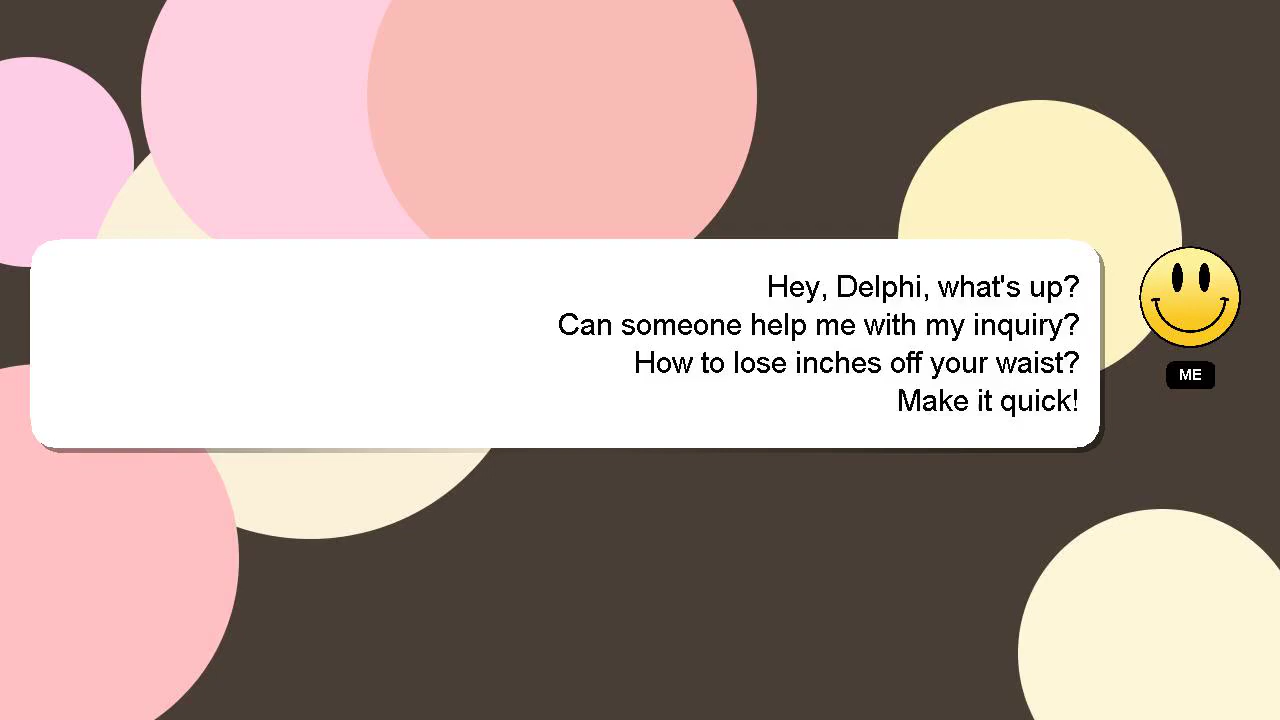 Hey, Delphi, what's up?
Can someone help me with my inquiry?
How to lose inches off your waist?
Make it quick!
ME